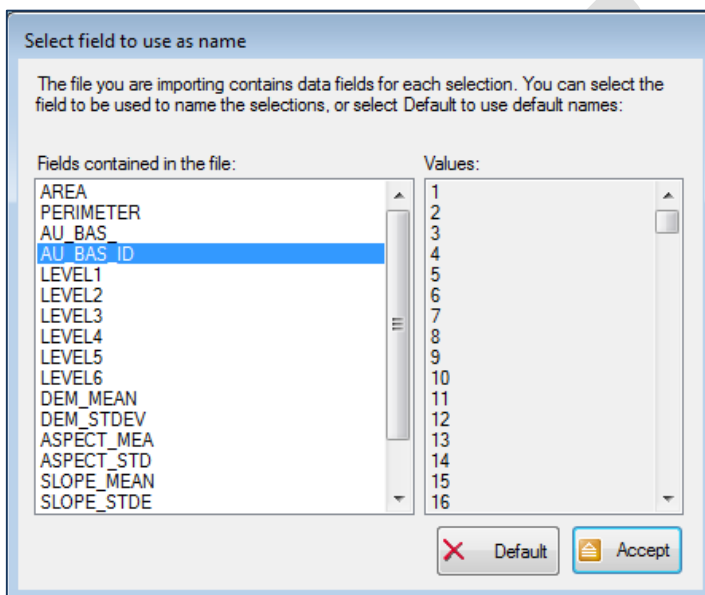 Select field to use as name
The file you are importing contains data fields for each selection. You can select the
field to be used to name the selections, or select Default to use default names:
Fields contained in the file:
AREA
PERIMETER
AU_BAS_
AU_BAS_ID
LEVEL1
LEVEL2
LEVEL3
LEVEL4
LEVEL5
LEVEL6
DEM_MEAN
DEM_STDEV
ASPECT_MEA
ASPECT_STD
SLOPE_MEAN
SLOPE_STDE
Values:
1
2
3
4
5
6
7
8
9
10
11
12
13
14
15
16
Default
Accept